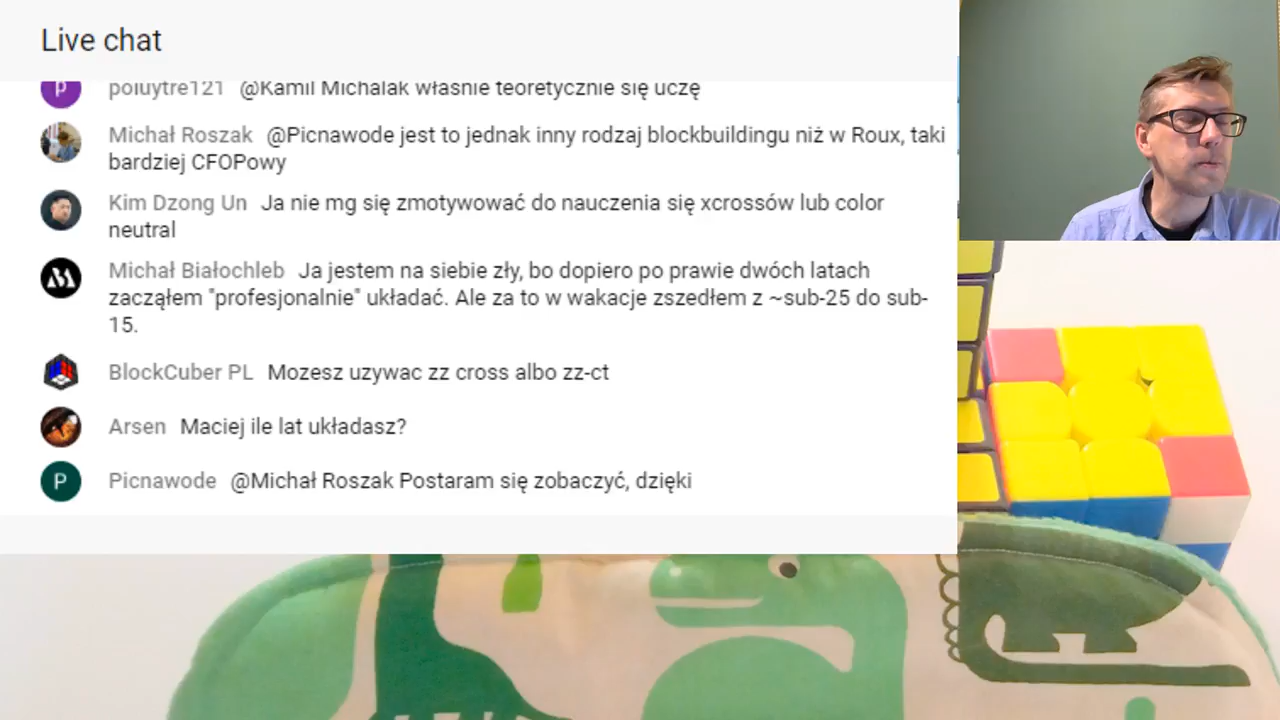 Live chat
p
poiuytre121 @Kamil Michalak własnie teoretycznie się uczę
Michał Roszak @Picnawode jest to jednak inny rodzaj blockbuildingu niż w Roux, taki
bardziej CFOPowy
Kim Dzong Un Ja nie mg się zmotywować do nauczenia się xcrossów lub color
neutral
Michał Białochleb Ja jestem na siebie zły, bo dopiero po prawie dwóch latach
zacząłem "profesjonalnie" układać. Ale za to w wakacje zszedłem z ~sub-25 do sub-
15.
BlockCuber PL Mozesz uzywac zz cross albo zz-ct
Arsen Maciej ile lat układasz?
P
Picnawode @Michał Roszak Postaram się zobaczyć, dzięki